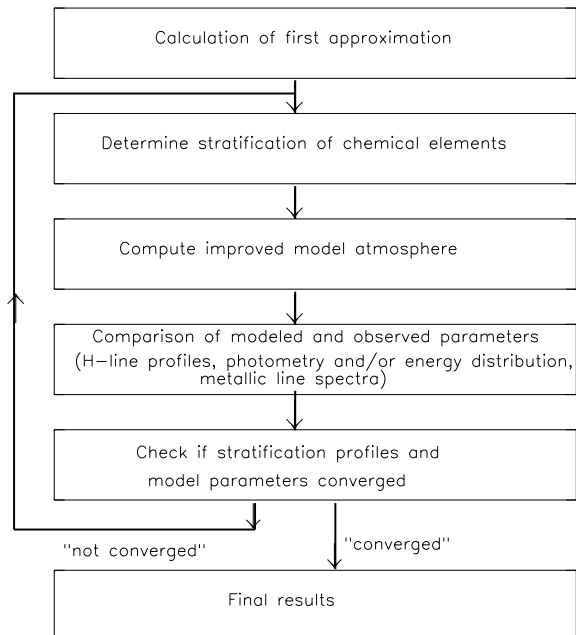 Calculation of first approximation
Determine stratification of chemical elements
Compute improved model atmosphere
Comparison of modeled and observed parameters
(H-line profiles, photometry and/or energy distribution,
metallic line spectra)
Check if stratification profiles and
model parameters converged
"not converged"
"converged"
Final results